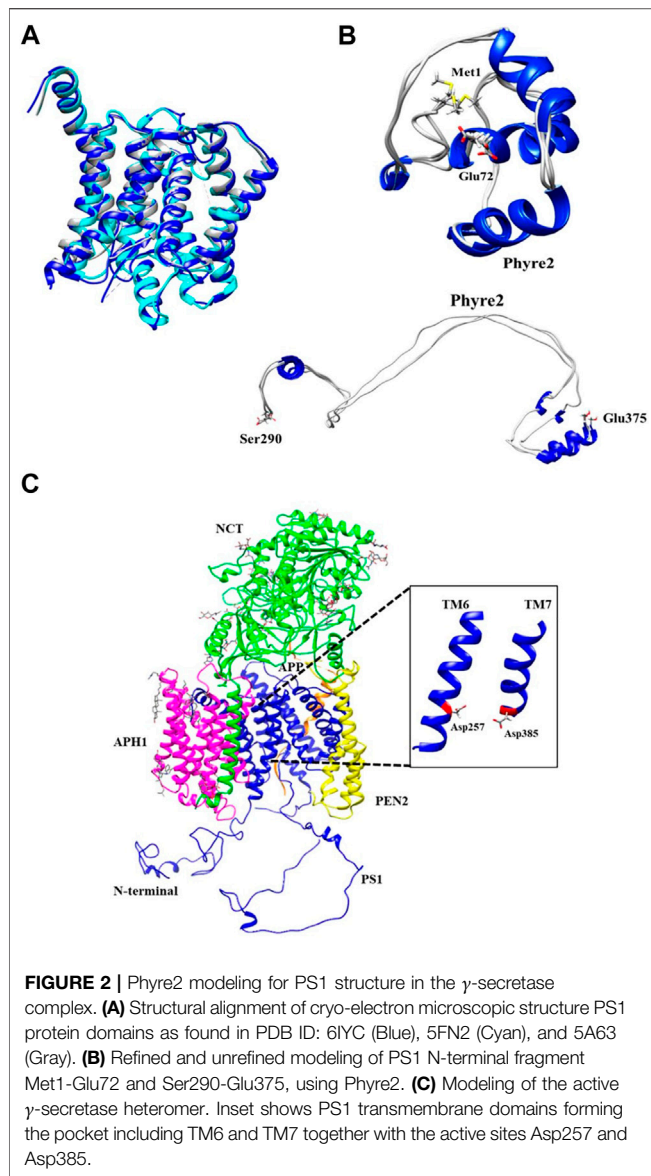 A
B
Met1
Glu72
Phyre2
Phyre2
Ser290
Glu375
C
NCT
TM6
TM7
APP
Asp257
Asp385
APH1
PEN2
N-terminal
PS1
FIGURE 2 | Phyre2 modeling for PS1 structure in the γ-secretase
complex. (A) Structural alignment of cryo-electron microscopic structure PS1
protein domains as found in PDB ID: 6IYC (Blue), 5FN2 (Cyan), and 5A63
(Gray). (B) Refined and unrefined modeling of PS1 N-terminal fragment
Met1-Glu72 and Ser290-Glu375, using Phyre2. (C) Modeling of the active
γ-secretase heteromer. Inset shows PS1 transmembrane domains forming
the pocket including TM6 and TM7 together with the active sites Asp257 and
Asp385.